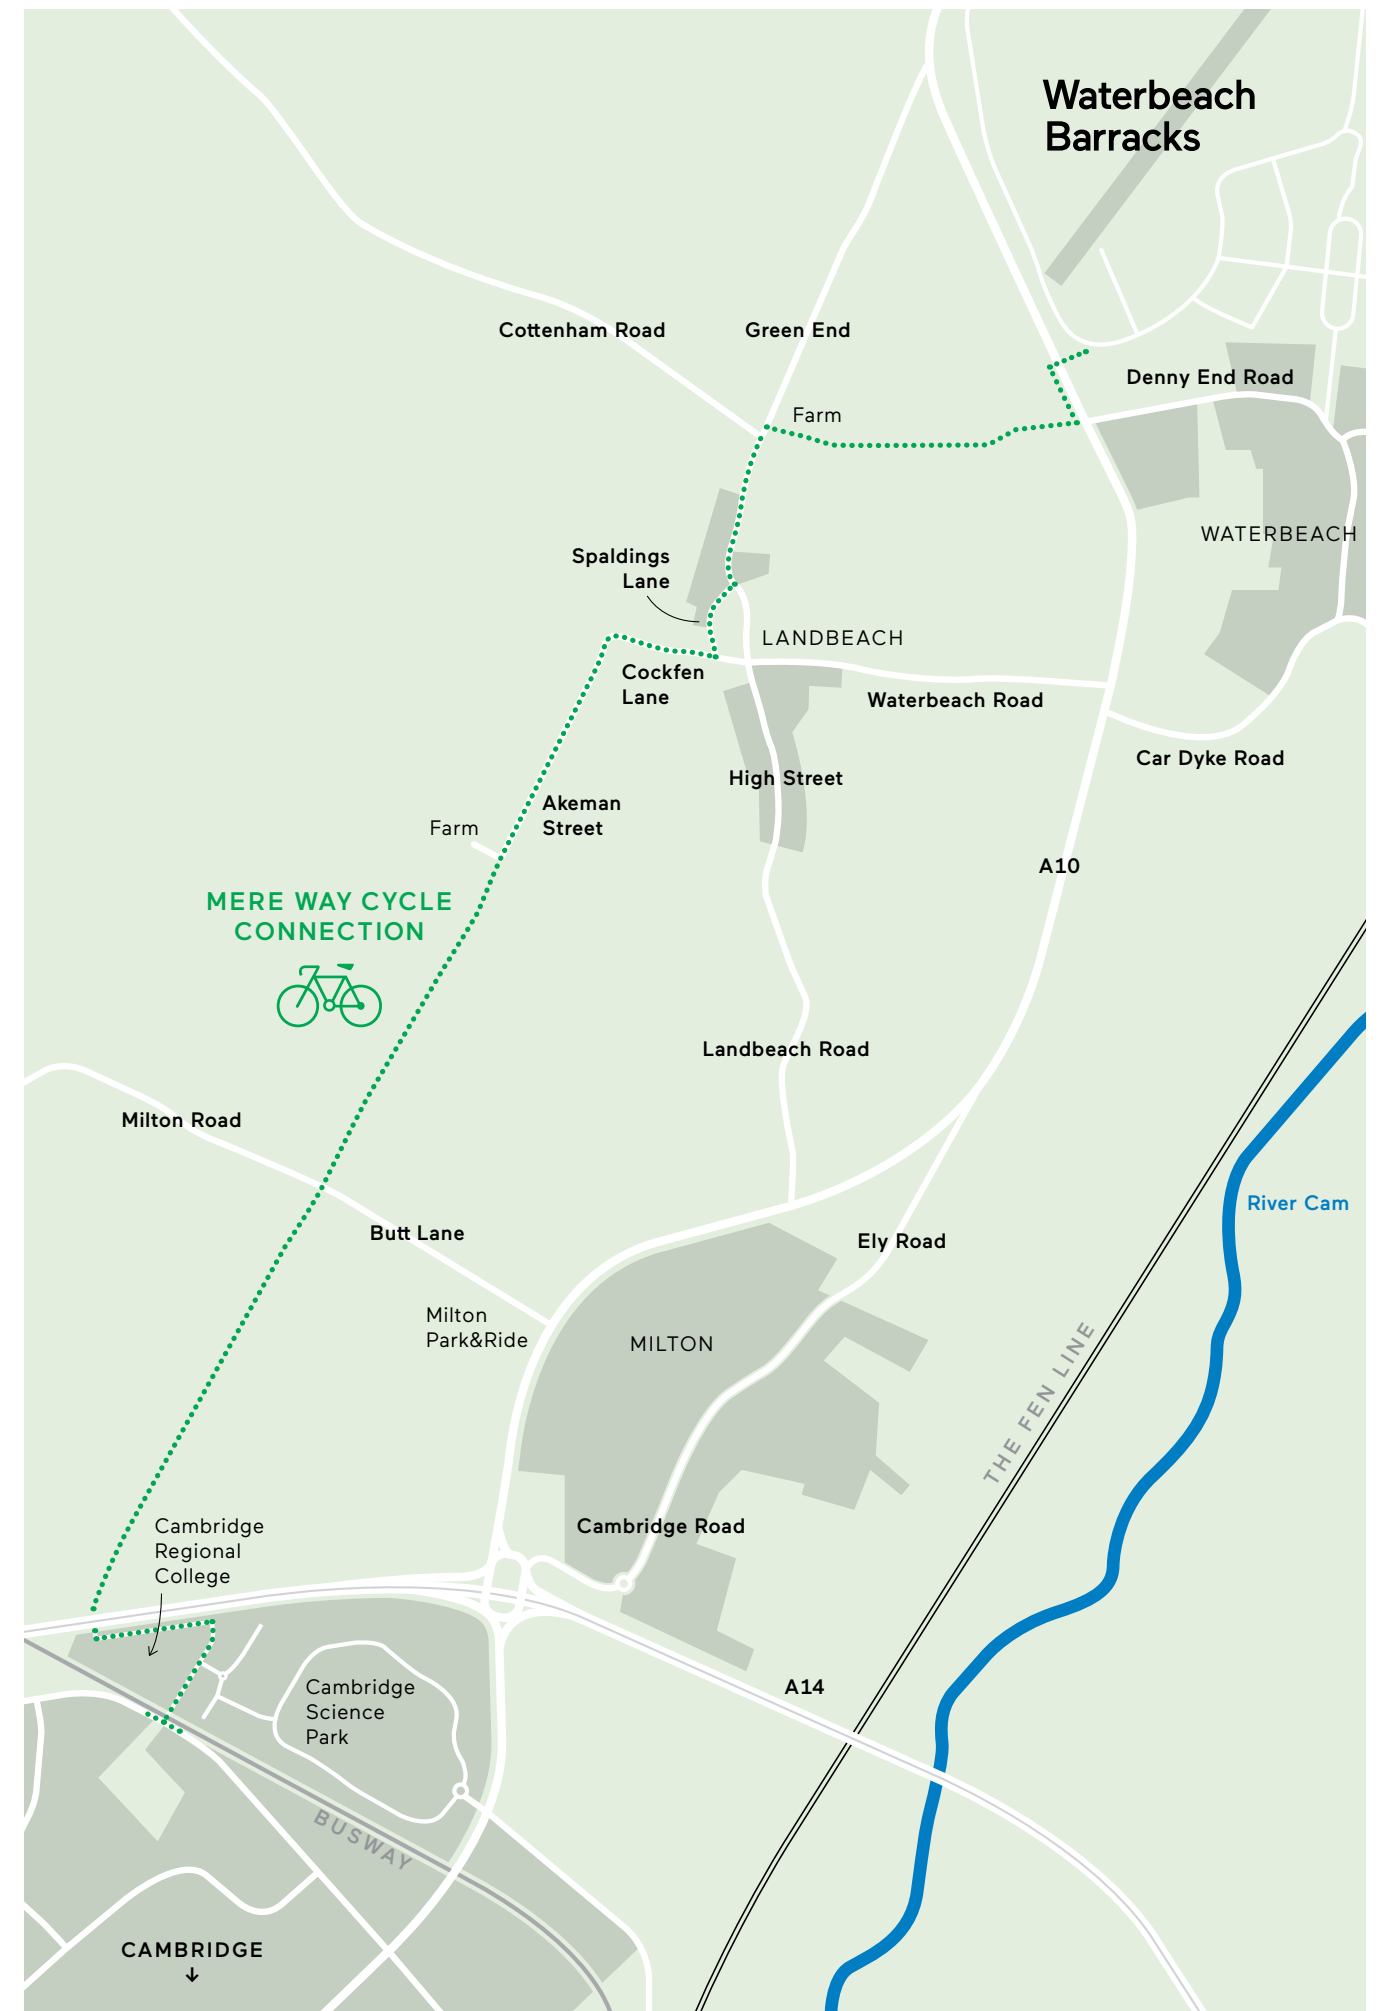 Waterbeach
Barracks
Cottenham Road
Green End
Denny End Road
Farm
WATERBEACH
Spaldings
Lane
LANDBEACH
Cockfen
Lane
Waterbeach Road
Car Dyke Road
High Street
Akeman
Street
Farm
A10
MERE WAY CYCLE
CONNECTION
Landbeach Road
Milton Road
River Cam
Butt Lane
Ely Road
Milton
Park&Ride
MILTON
THE FEN LINE
Cambridge
Regional
College
Cambridge Road
Cambridge
Science
Park
A14
BUSWAY
CAMBRIDGE
↓